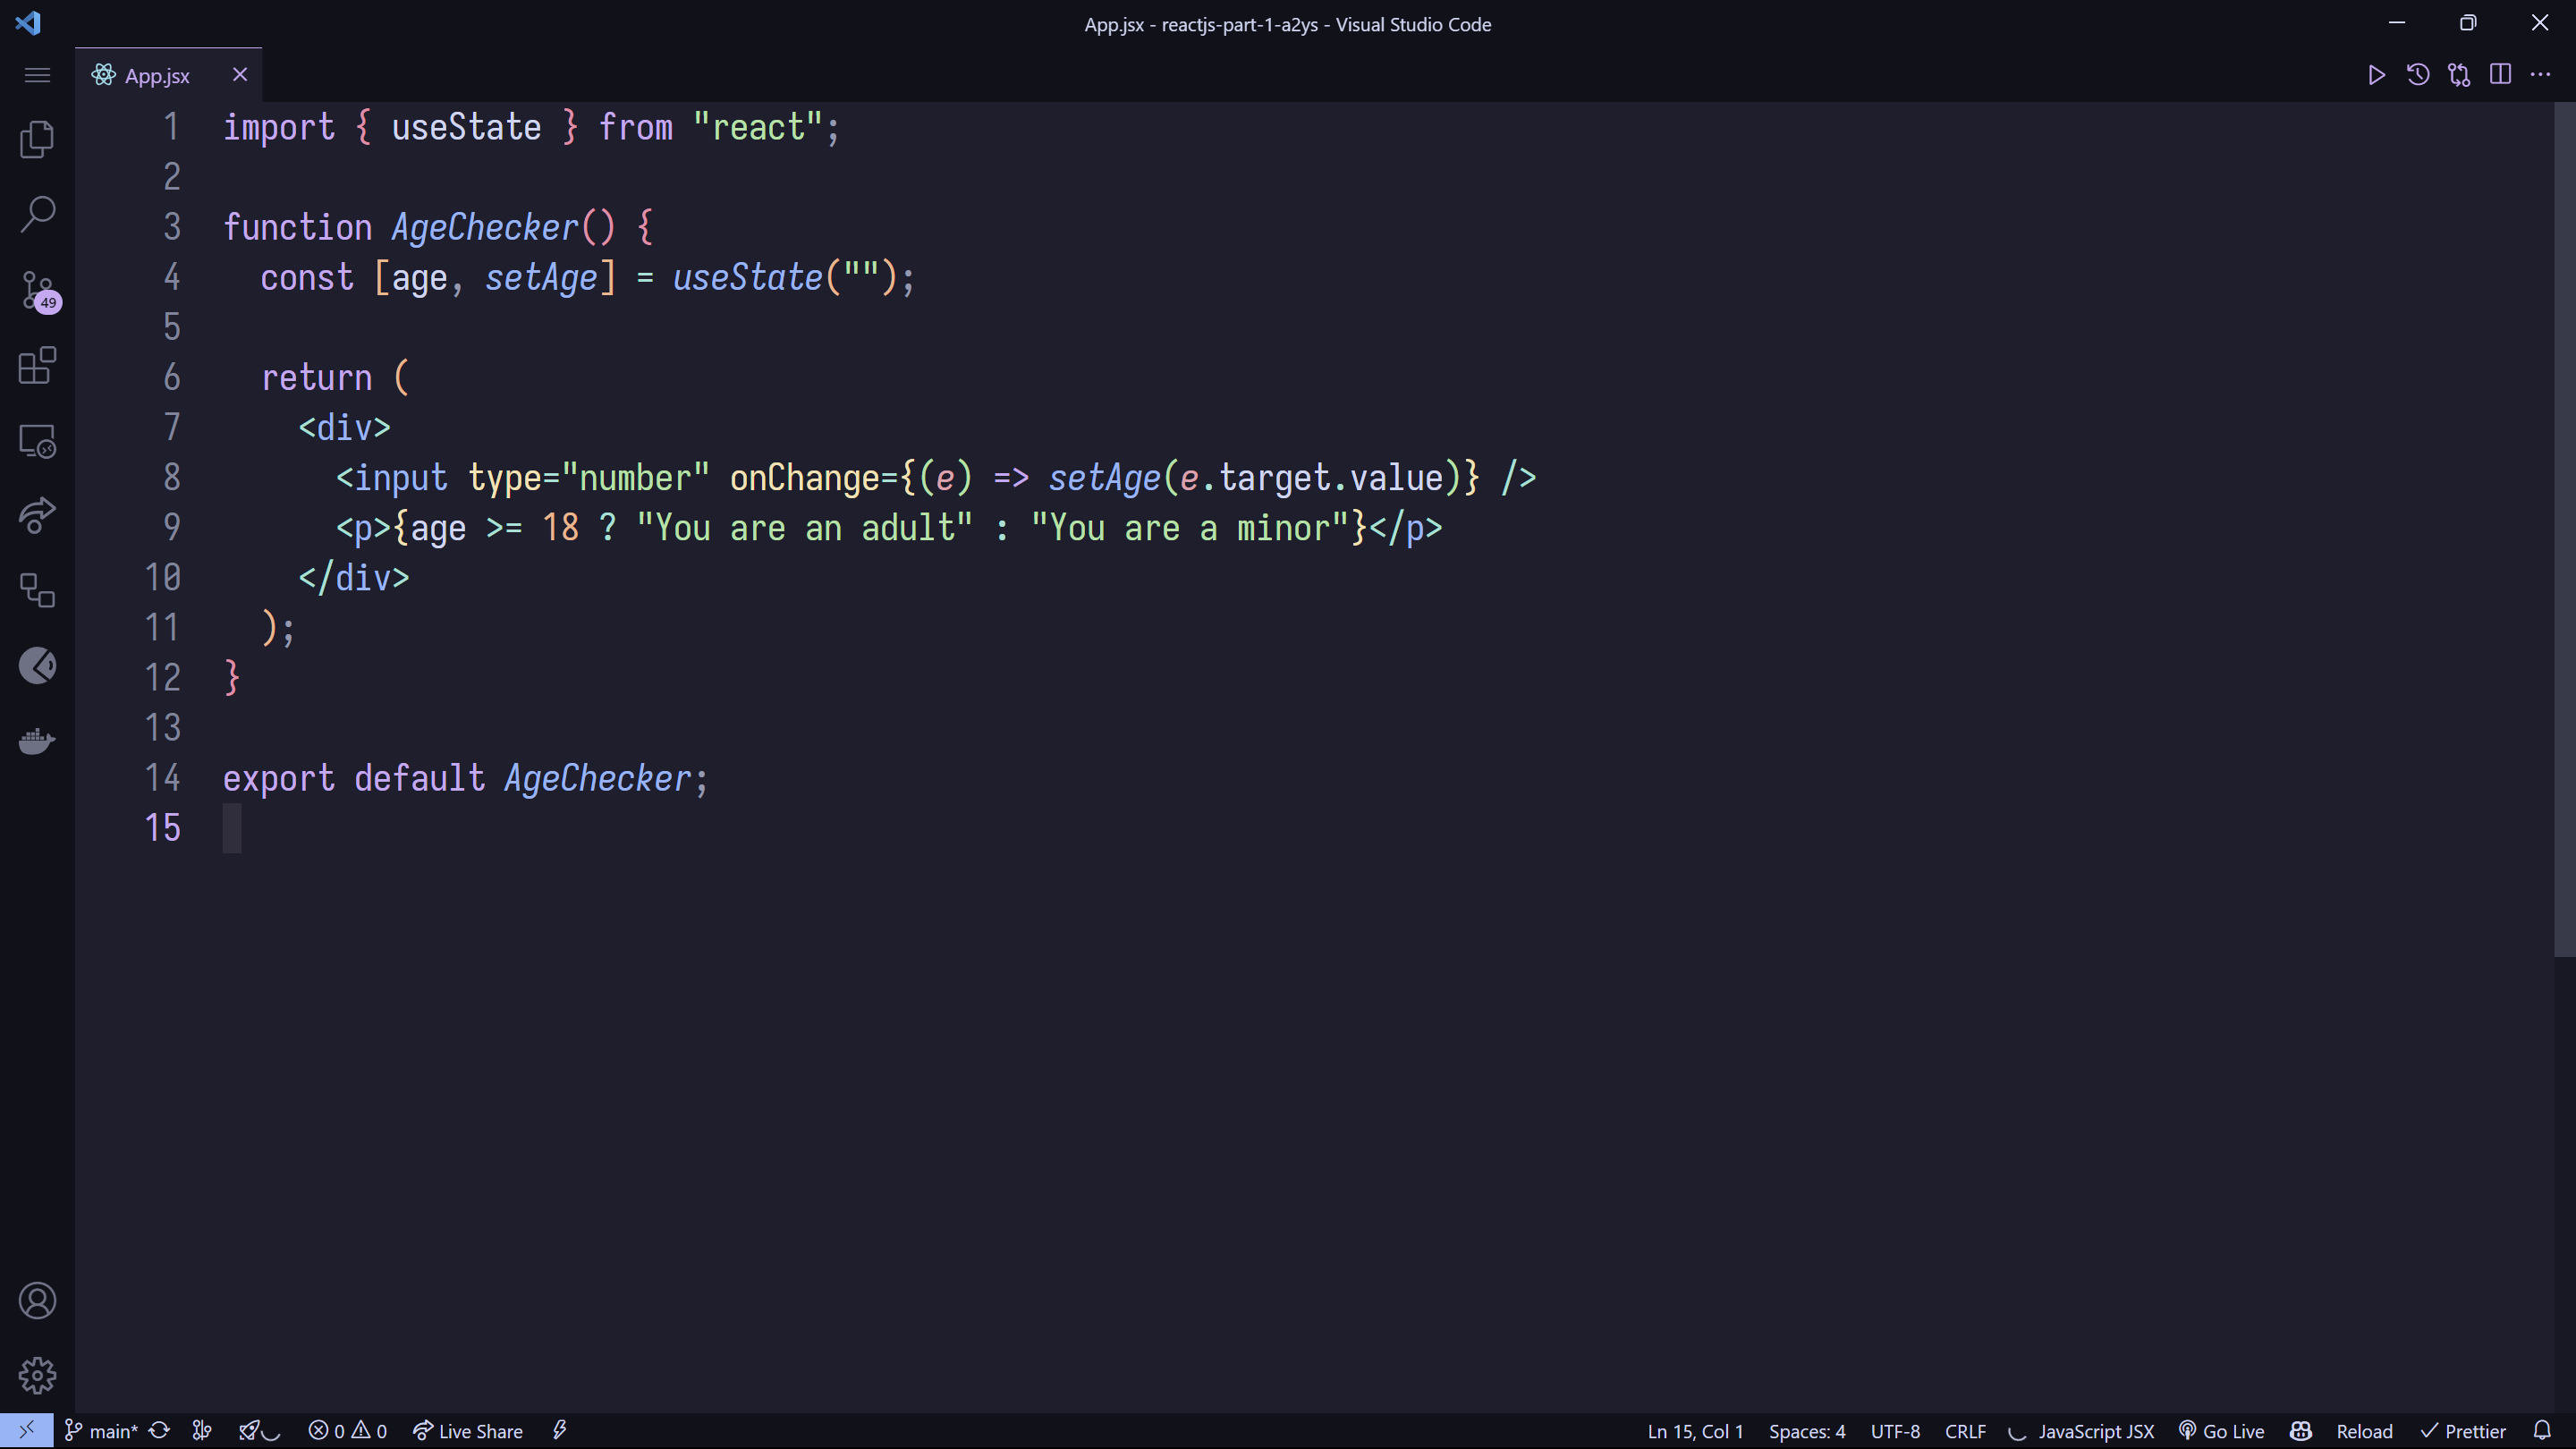 App.jsx - reactjs-part-1-a2ys - Visual Studio Code
App.jsx
1 import { useState } from "react";
2
3 function AgeChecker() {
4 const [age, setAge] = useState("");
5
6 return (
7 <div>
8 <input type="number" onChange={(e) => setAge(e.target.value)} />
9 <p>{age >= 18 ? "You are an adult" : "You are a minor"}</p>
10 </div>
11 );
12 }
13
14 export default AgeChecker;
15
49
main* 0 0 Live Share Ln 15, Col 1 Spaces: 4 UTF-8 CRLF JavaScript JSX Go Live Reload Prettier